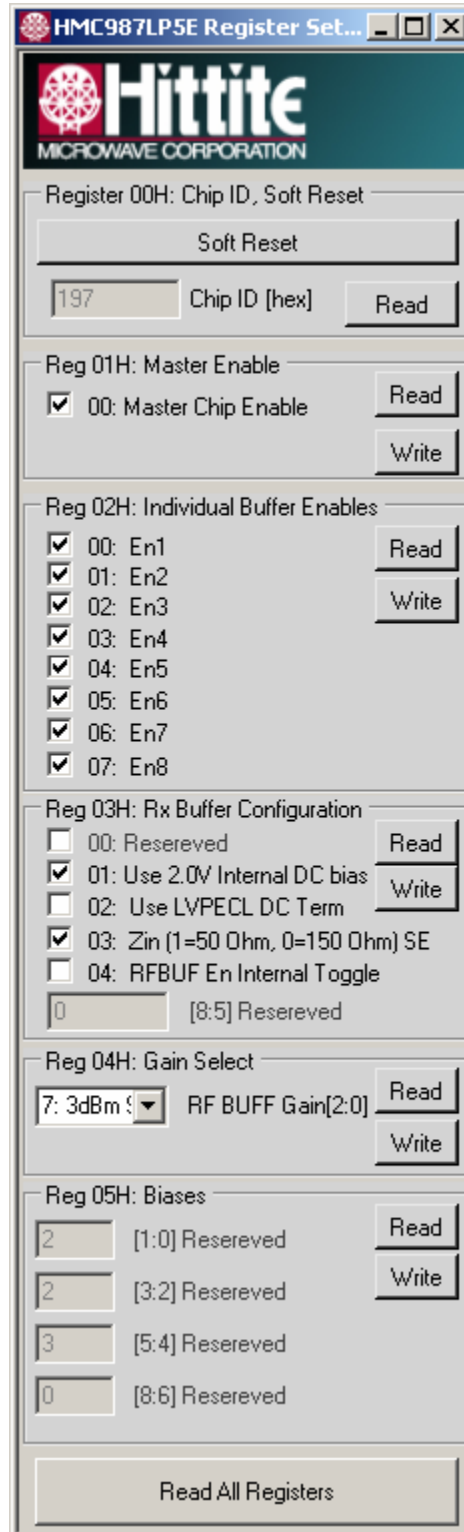 HMC987LP5E Register Set...
Hittite
MICROWAVE CORPORATION
Register 00H: Chip ID, Soft Reset
Soft Reset
197 Chip ID [hex] Read
Reg 01H: Master Enable
00: Master Chip Enable Read
Write
Reg 02H: Individual Buffer Enables
00: En1 Read
01: En2
02: En3 Write
03: En4
04: En5
05: En6
06: En7
07: En8
Reg 03H: Rx Buffer Configuration
00: Resereved Read
01: Use 2.0V Internal DC bias
Write
02: Use LVPECL DC Term
03: Zin (1=50 Ohm, 0=150 Ohm) SE
04: RFBUF En Internal Toggle
0 [8:5] Resereved
Reg 04H: Gain Select
7: 3dBm RF BUFF Gain[2:0] Read
Write
Reg 05H: Biases
2 [1:0] Resereved Read
2 [3:2] Resereved Write
3 [5:4] Resereved
0 [8:6] Resereved
Read All Registers